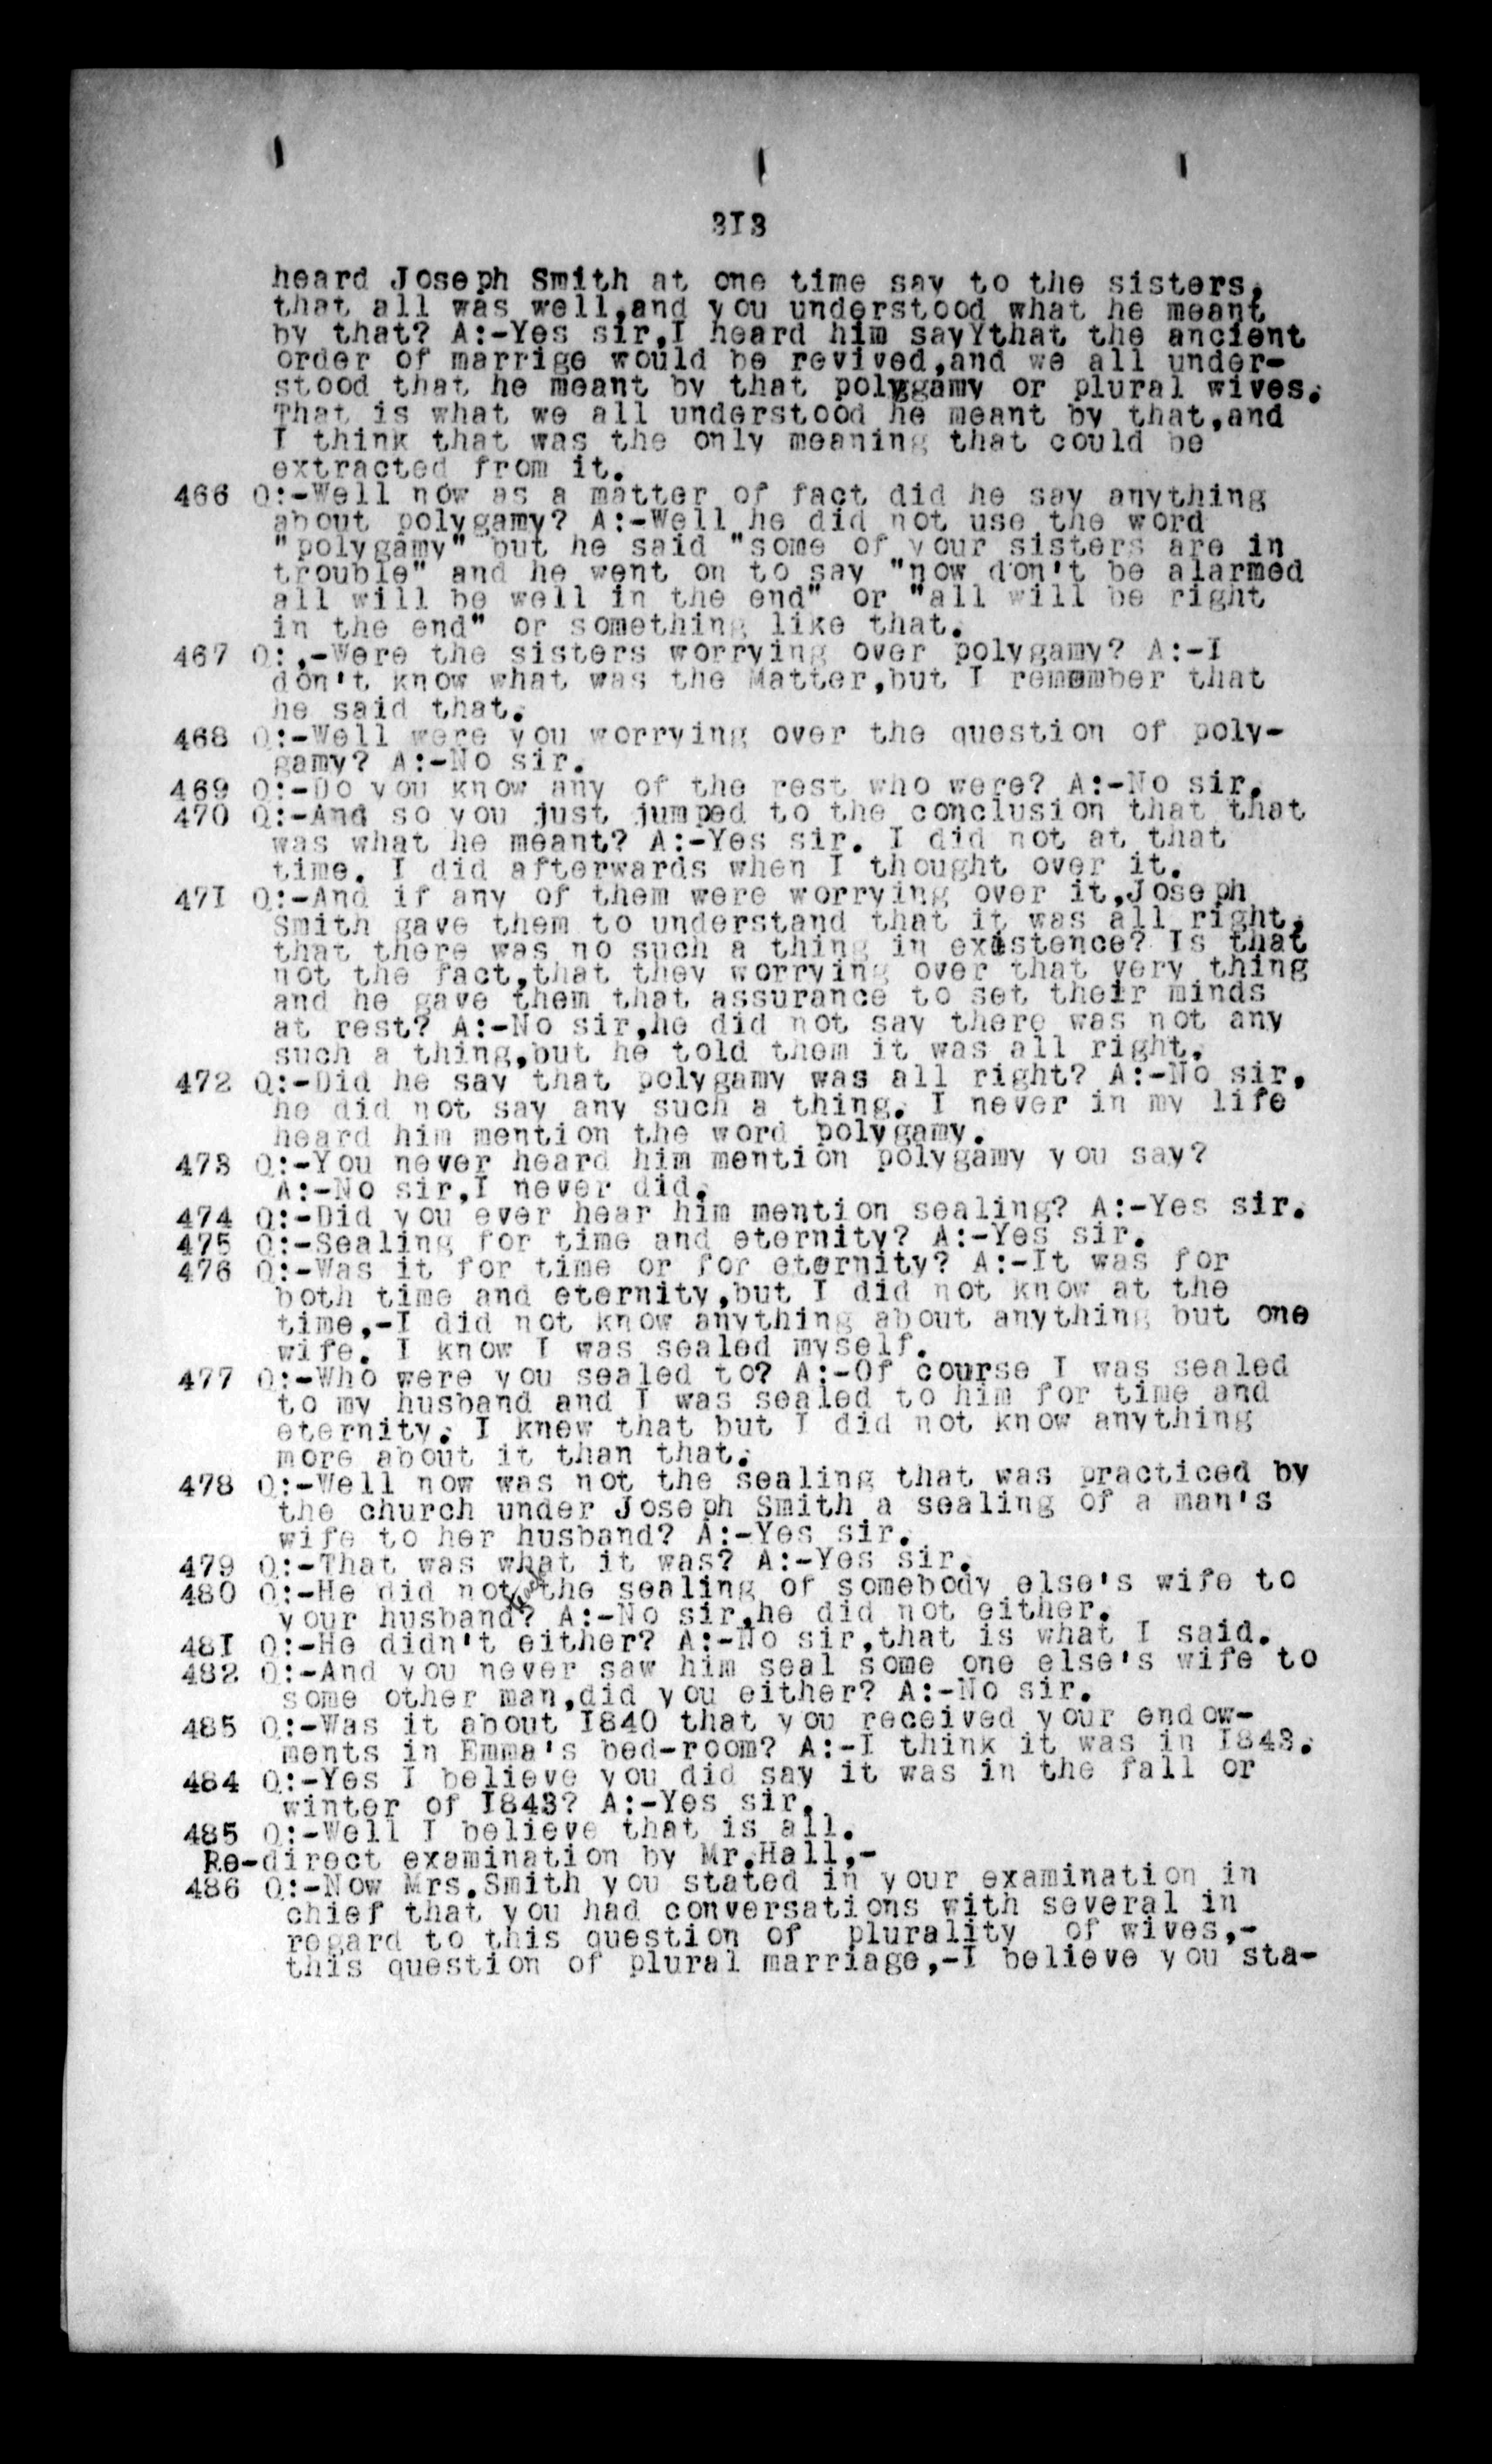 313
heard Joseph Smith at one time say to the sisters,
that all was well,and you understood what he meant
by that? A:-Yes sir,I heard him sayYthat the ancient
order of marrige would be revived,and we all under-
stood that he meant by that polygamy or plural wives.
That is what we all understood he meant by that,and
I think that was the only meaning that could be
extracted from it.
466 Q:-Well now as a matter of fact did he say anything
about polygamy? A:-Well he did not use the word
"polygamy" but he said "some of your sisters are in
trouble" and he went on to say "now don't be alarmed
all will be well in the end" or "all will be right
in the end" or something like that.
467 Q:,-Were the sisters worrying over polygamy? A:-I
don't know what was the Matter,but I remember that
he said that.
468 Q:-Well were you worrying over the question of poly-
gamy? A:-No sir.
469 Q:-Do you know any of the rest who were? A:-No sir.
470 Q:-And so you just jumped to the conclusion that that
was what he meant? A:-Yes sir. I did not at that
time. I did afterwards when I thought over it.
471 Q:-And if any of them were worrying over it,Joseph
Smith gave them to understand that it was all right,
that there was no such a thing in existence? Is that
not the fact,that they worrying over that very thing
and he gave them that assurance to set their minds
at rest? A:-No sir,he did not say there was not any
such a thing,but he told them it was all right.
472 Q:-Did he say that polygamy was all right? A:-No sir,
he did not say any such a thing. I never in my life
heard him mention the word polygamy.
473 Q:-You never heard him mention polygamy you say?
A:-No sir,I never did.
474 Q:-Did you ever hear him mention sealing? A:-Yes sir.
475 Q:-Sealing for time and eternity? A:-Yes sir.
476 Q:-Was it for time or for eternity? A:-It was for
both time and eternity,but I did not know at the
time,-I did not know anything about anything but one
wife. I know I was sealed myself.
477 Q:-Who were you sealed to? A:-Of course I was sealed
to my husband and I was sealed to him for time and
eternity. I knew that but I did not know anything
more about it than that.
478 Q:-Well now was not the sealing that was practiced by
the church under Joseph Smith a sealing of a man's
wife to her husband? A:-Yes sir.
479 Q:-That was what it was? A:-Yes sir.
480 Q:-He did not the sealing of somebody else's wife to
your husband? A:-No sir,he did not either.
481 Q:-He didn't either? A:-No sir,that is what I said.
482 Q:-And you never saw him seal some one else's wife to
some other man,did you either? A:-No sir.
485 Q:-Was it about 1840 that you received your endow-
ments in Emma's bed-room? A:-I think it was in 1843.
484 Q:-Yes I believe you did say it was in the fall or
winter of 1843? A:-Yes sir.
485 Q:-Well I believe that is all.
Re-direct examination by Mr.Hall,-
486 Q:-Now Mrs.Smith you stated in your examination in
chief that you had conversations with several in
regard to this question of plurality of wives,-
this question of plural marriage,-I believe you sta-